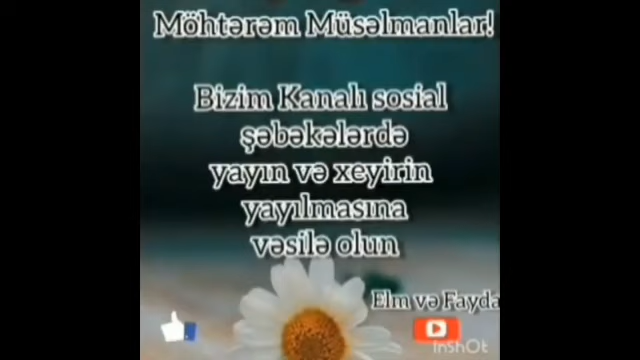 Möhtərəm Müsəlmanlar!
Bizim Kanalı sosial
şəbəkələrdə
yayın və xeyirin
yayılmasına
vəsilə olun
Elm və Fayda
InShOt